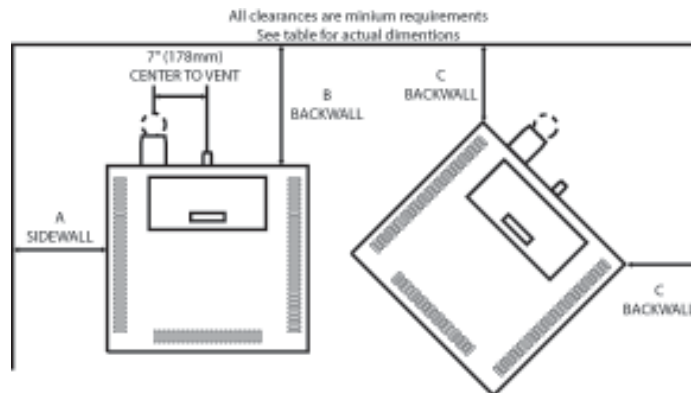 All clearances are minium requirements
See table for actual dimentions
7" (178mm)
CENTER TO VENT
B
BACKWALL
C
BACKWALL
A
SIDEWALL
C
BACKWALL